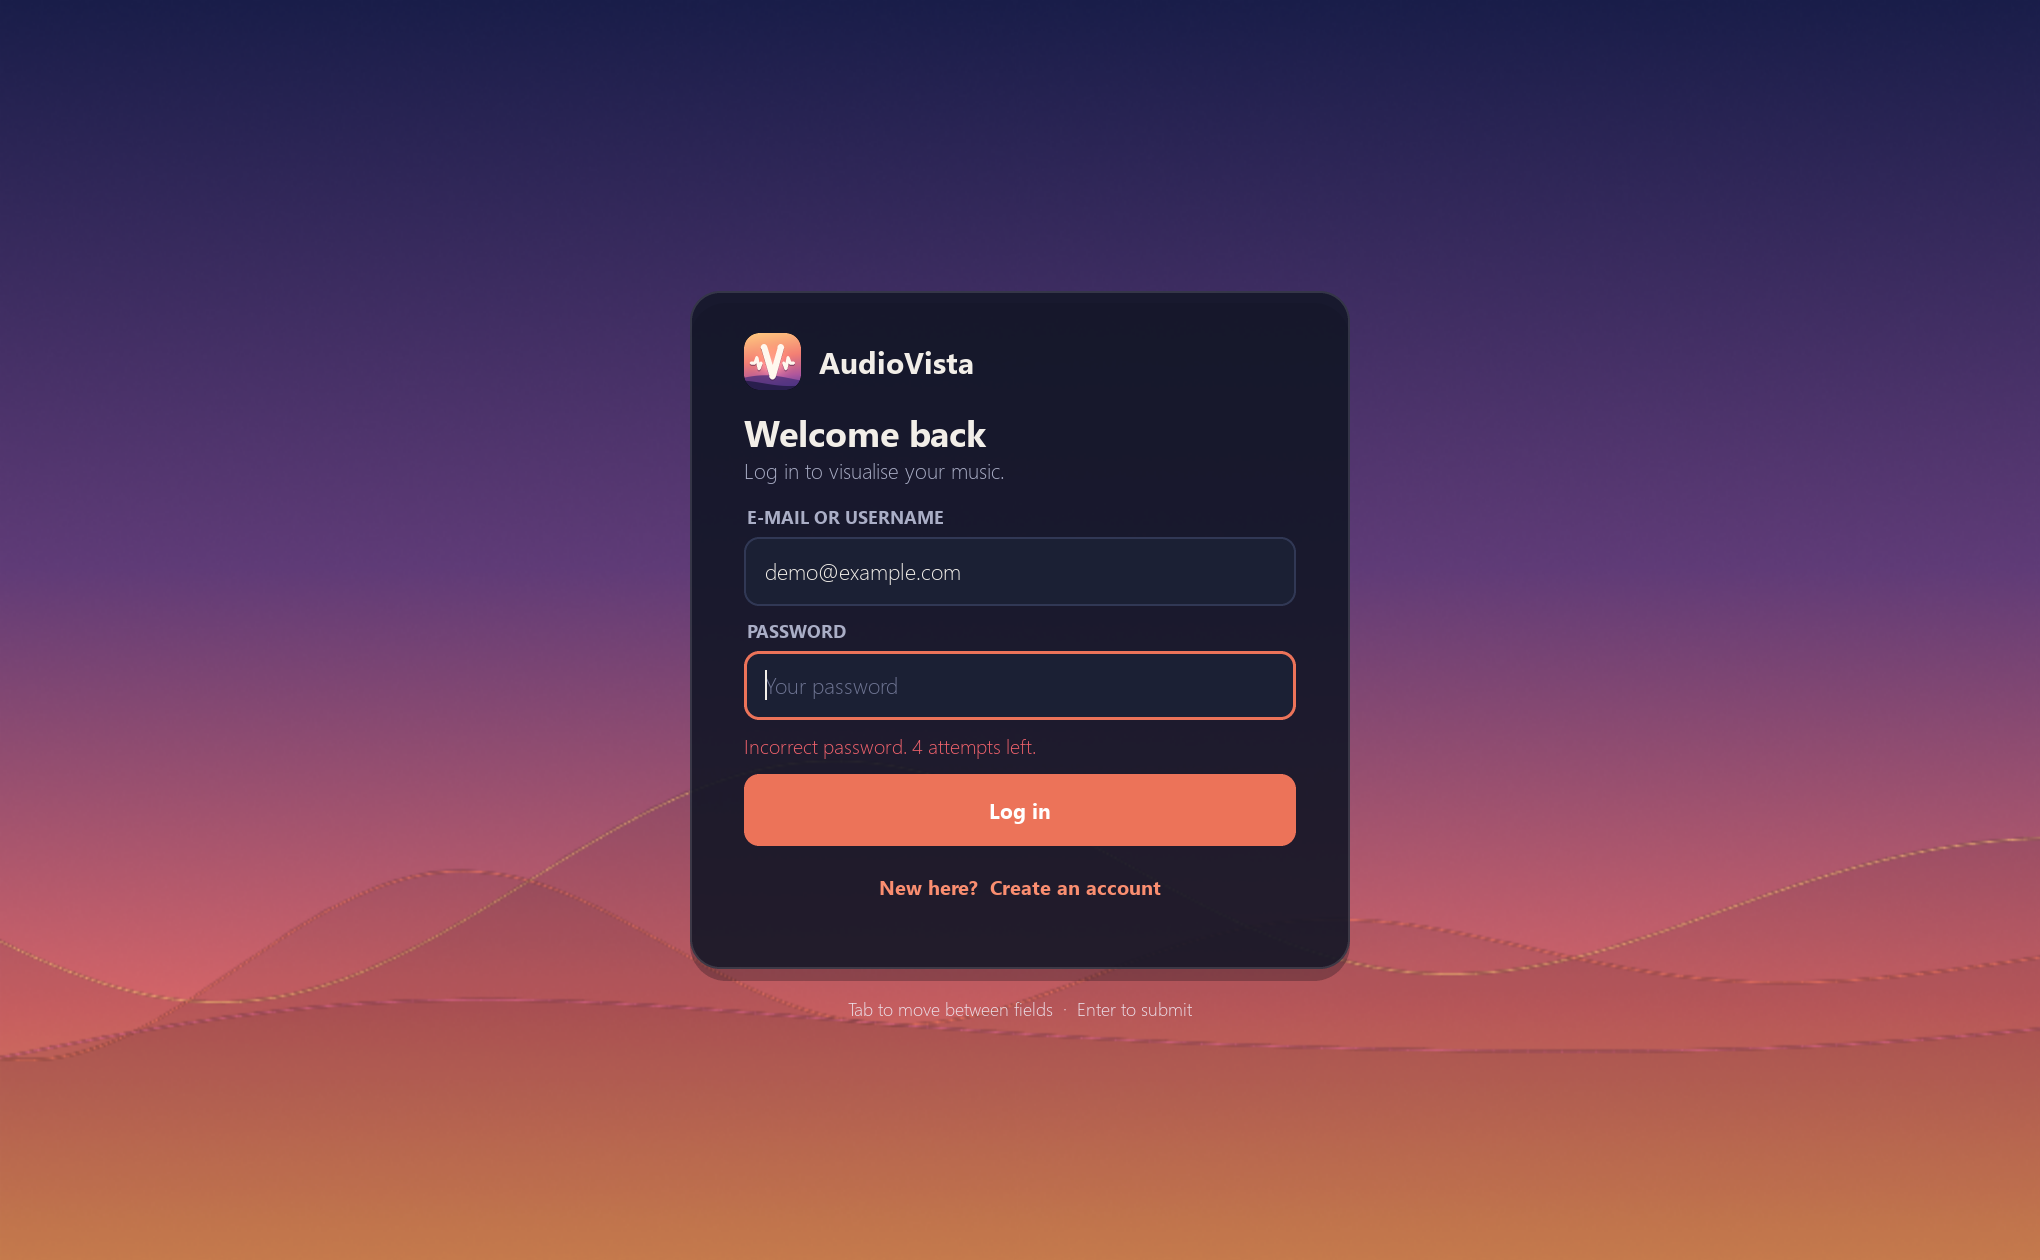 AudioVista
Welcome back
Log in to visualise your music.
E-MAIL OR USERNAME
demo@example.com
PASSWORD
Your password
Incorrect password. 4 attempts left.
Log in
New here? Create an account
Tab to move between fields · Enter to submit